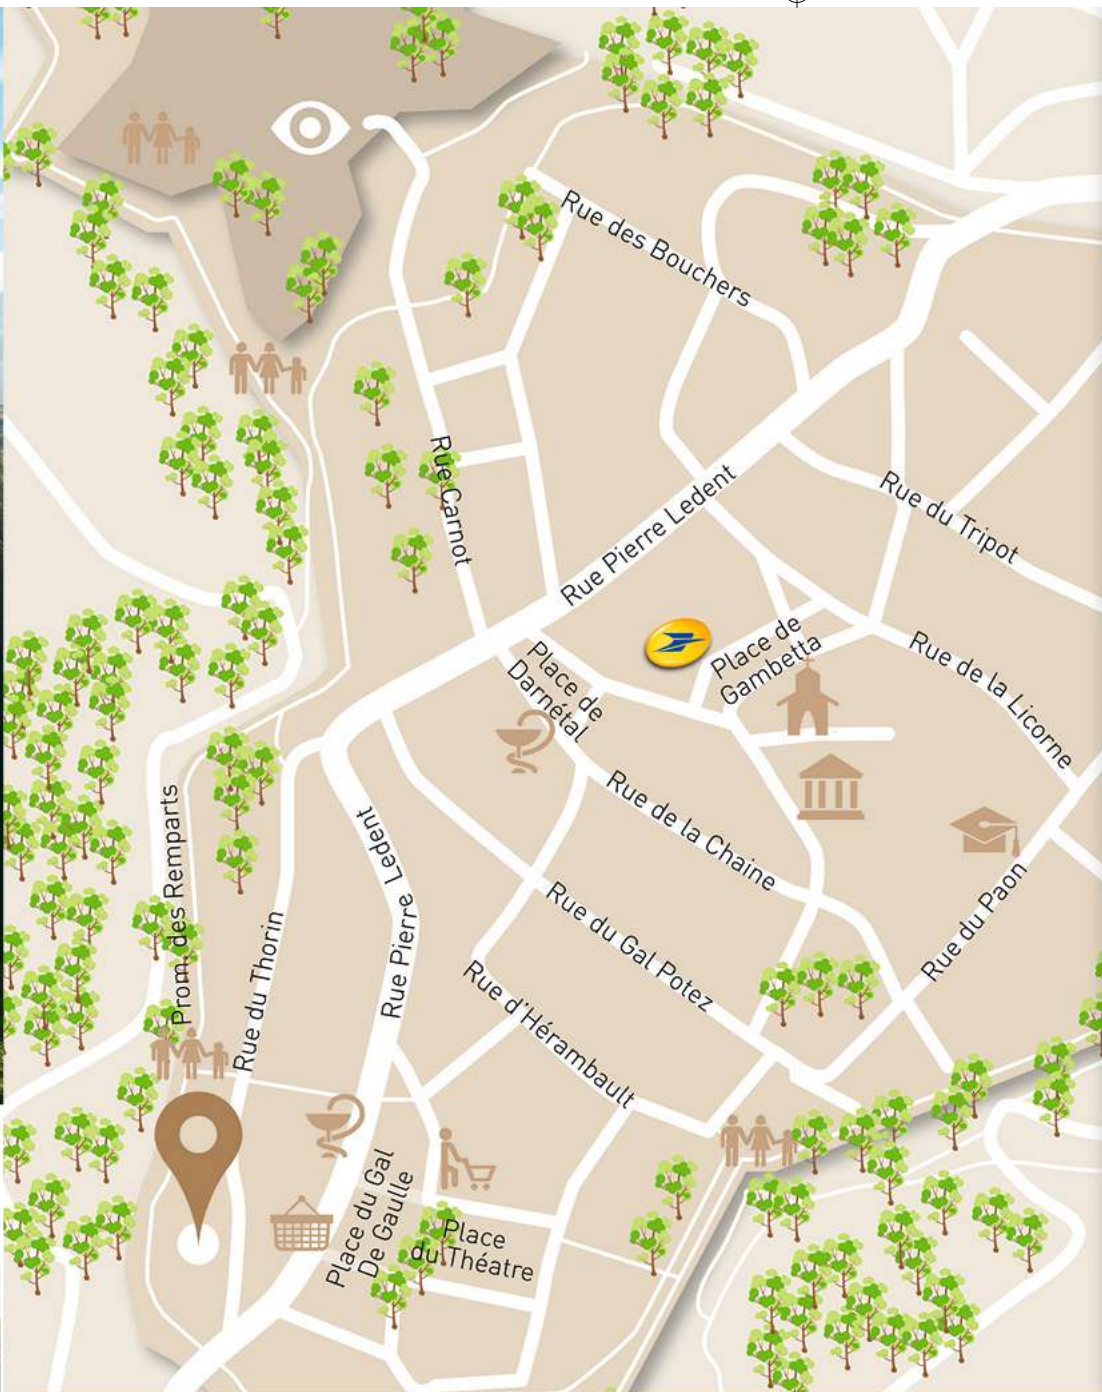 Rue des Bouchers
Rue Carnot
Rue Pierre Ledent
Rue du Tripot
Place de
Gambetta
Rue de la Licorne
Place de
Darnétal
Rue de la Chaine
Rue du Paon
Prom. des Remparts
Rue du Thorin
Rue Pierre Ledent
Rue du Gal Potez
Rue d'Hérambault
Place du Gal
De Gaulle
Place
du Théatre